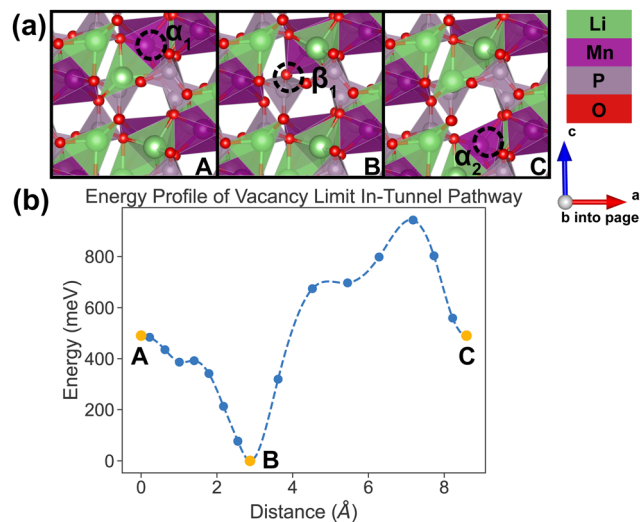 (a)
α1
A
β1
B
α2
C
Li
Mn
P
O
c
a
b into page
(b)
Energy Profile of Vacancy Limit In-Tunnel Pathway
Energy (meV)
800
600
400
200
0
A
B
C
0 2 4 6 8
Distance (Å)